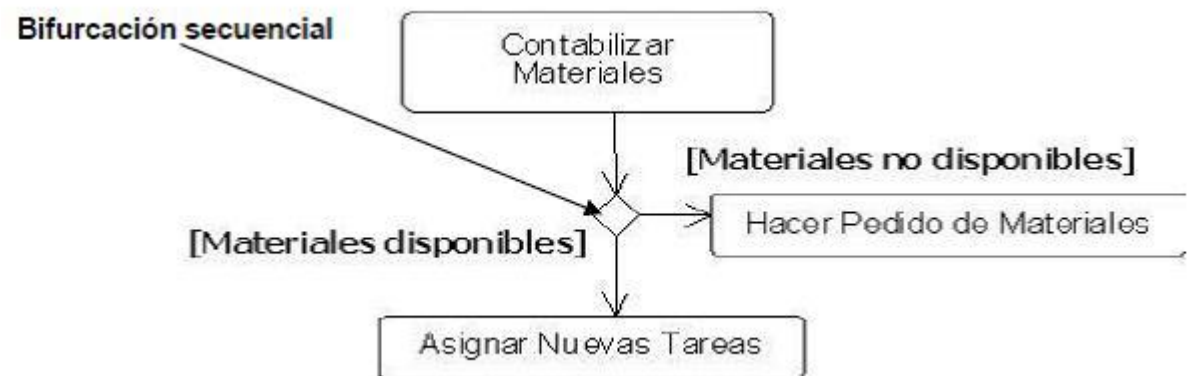 Bifurcación secuencial
Contabilizar
Materiales
[Materiales no disponibles]
Hacer Pedido de Materiales
[Materiales disponibles]
Asignar Nuevas Tareas